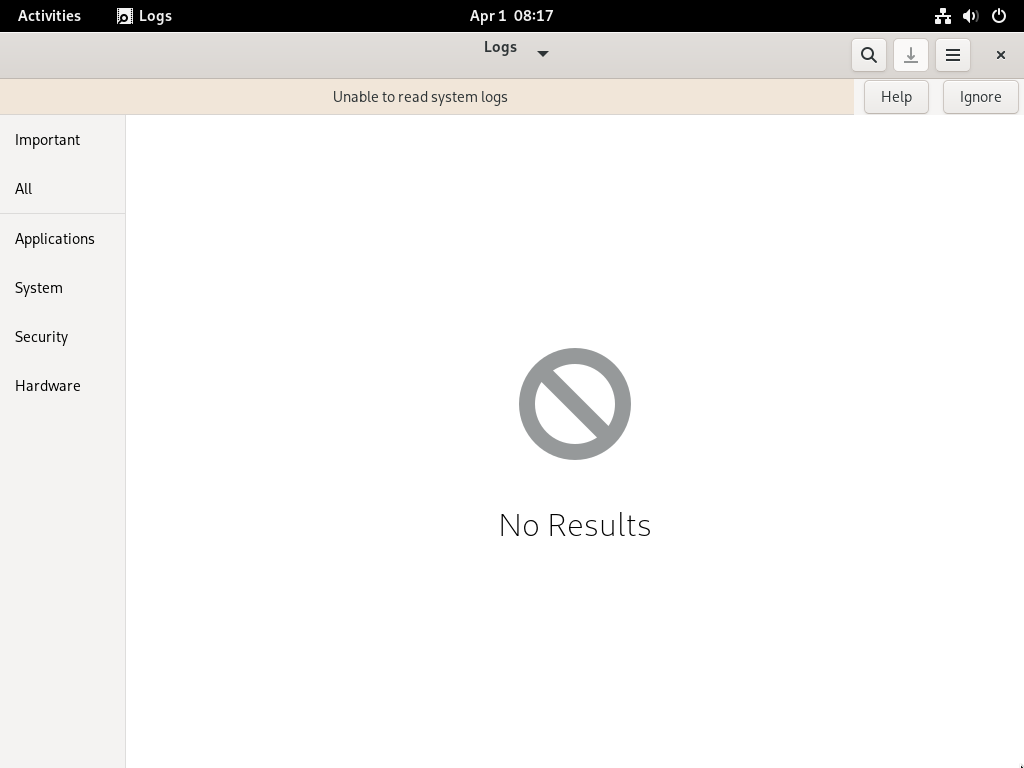 Activities
Logs
Apr 1 08:17
Logs
Unable to read system logs
Help
Ignore
Important
All
Applications
System
Security
Hardware
No Results